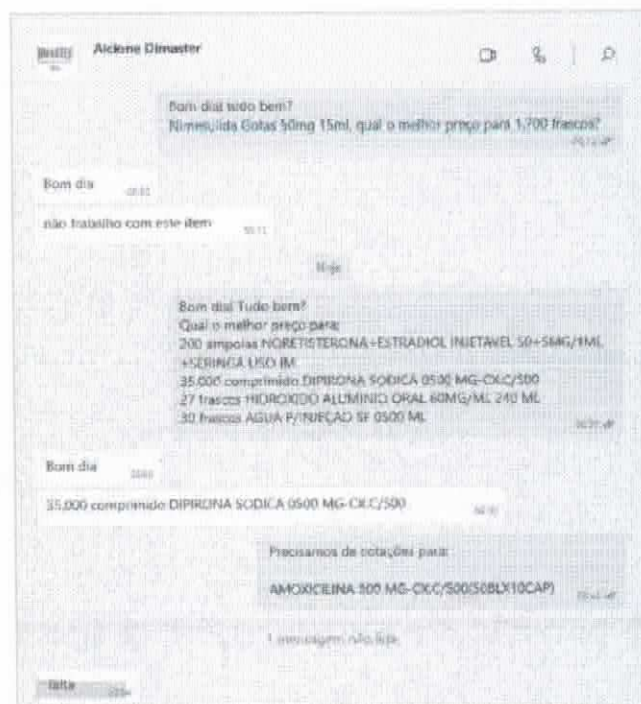 Alclene Dimaster
Bom dia! tudo bem?
Nimesulida Gotas 50mg 15ml, qual o melhor preço para 1.700 frascos?
Bom dia
não trabalho com este item
Hoje
Bom dia! Tudo bem?
Qual o melhor preço para:
200 ampolas NORETISTERONA+ESTRADIOL INJETAVEL 50+5MG/1ML
+SERINGA USO IM
35.000 comprimido DIPIRONA SODICA 0500 MG-CX.C/500
27 frascos HIDROXIDO ALUMINIO ORAL 60MG/ML 240 ML
30 frascos AGUA P/INJEÇAO SF 0500 ML
Bom dia
35.000 comprimido DIPIRONA SODICA 0500 MG-CX.C/500
Precisamos de cotações para:
AMOXICILINA 500 MG-CX.C/500(50BLX10CAP)
1 mensagem não lida
falta